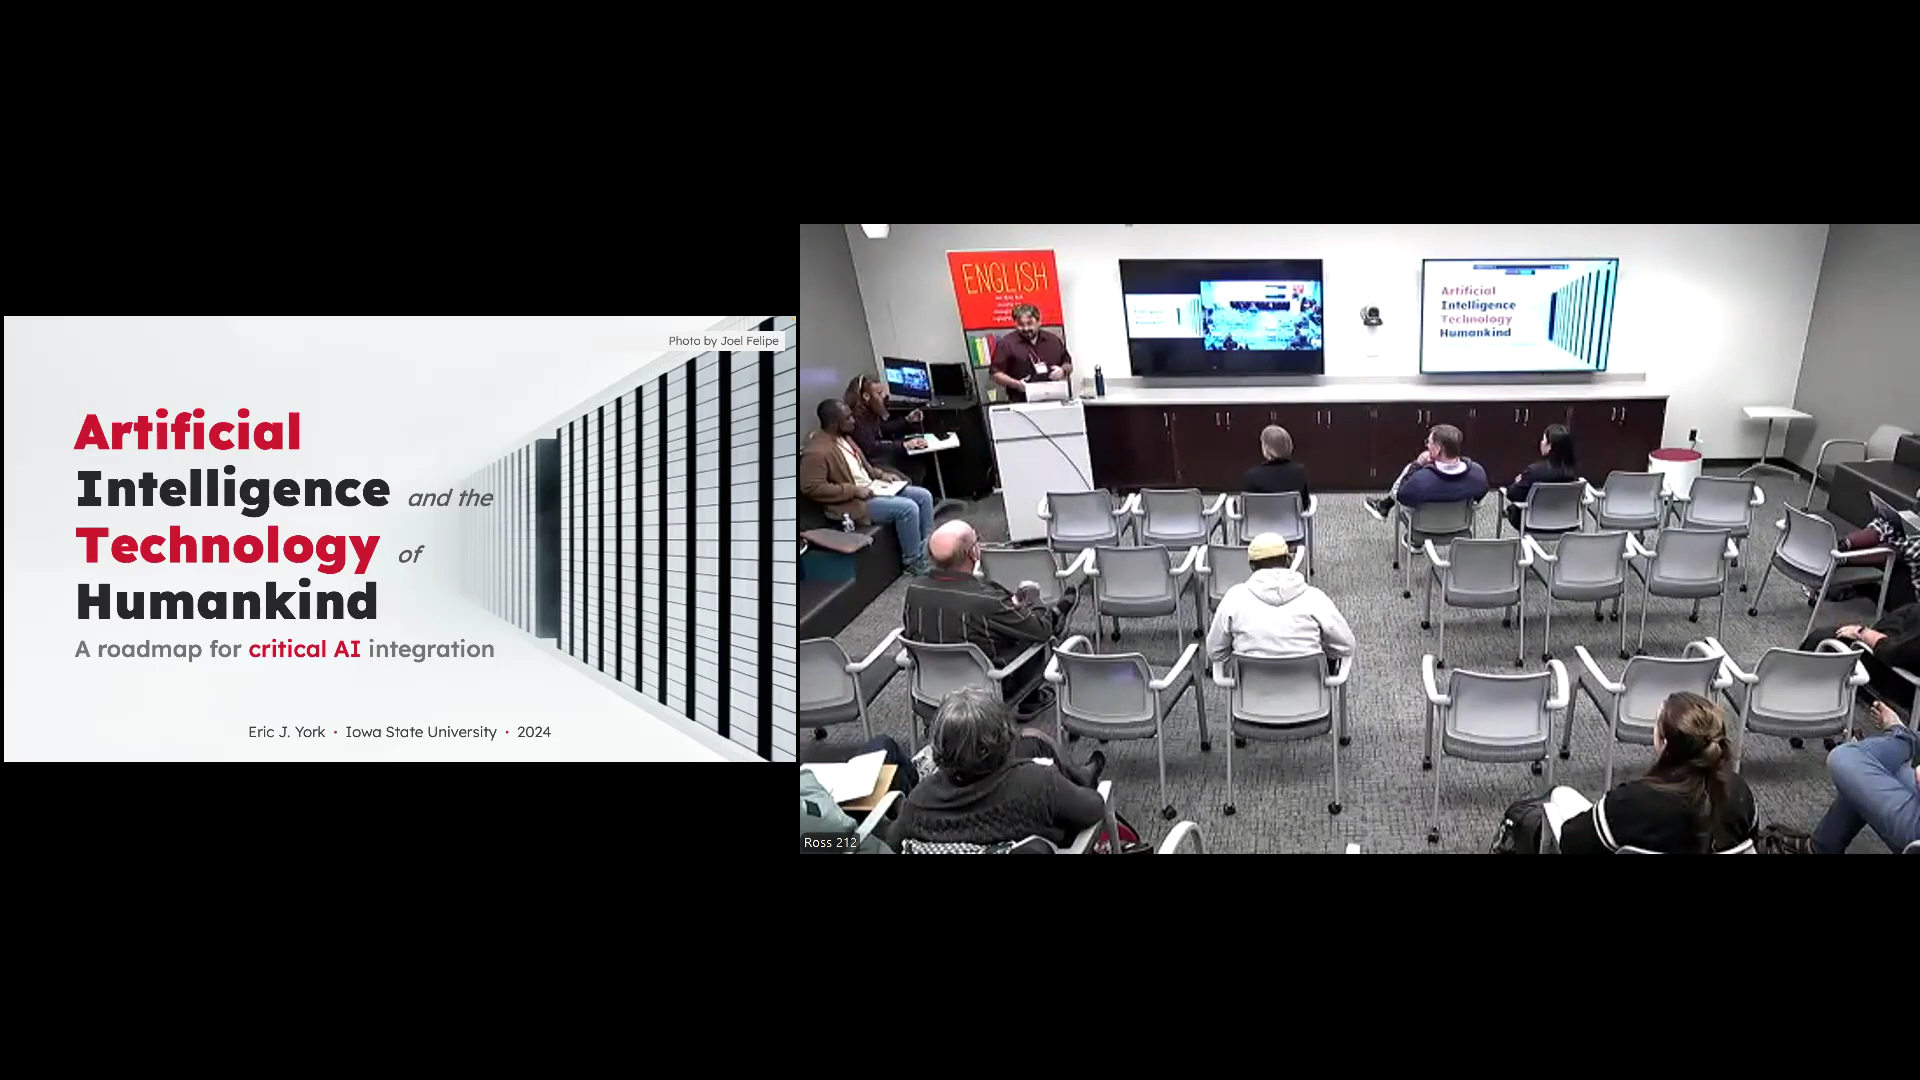 Photo by Joel Felipe
Artificial
Intelligence and the
Technology of
Humankind
A roadmap for critical AI integration
Eric J. York • Iowa State University • 2024
ENGLISH
Artificial
Intelligence
Technology
Humankind
Ross 212